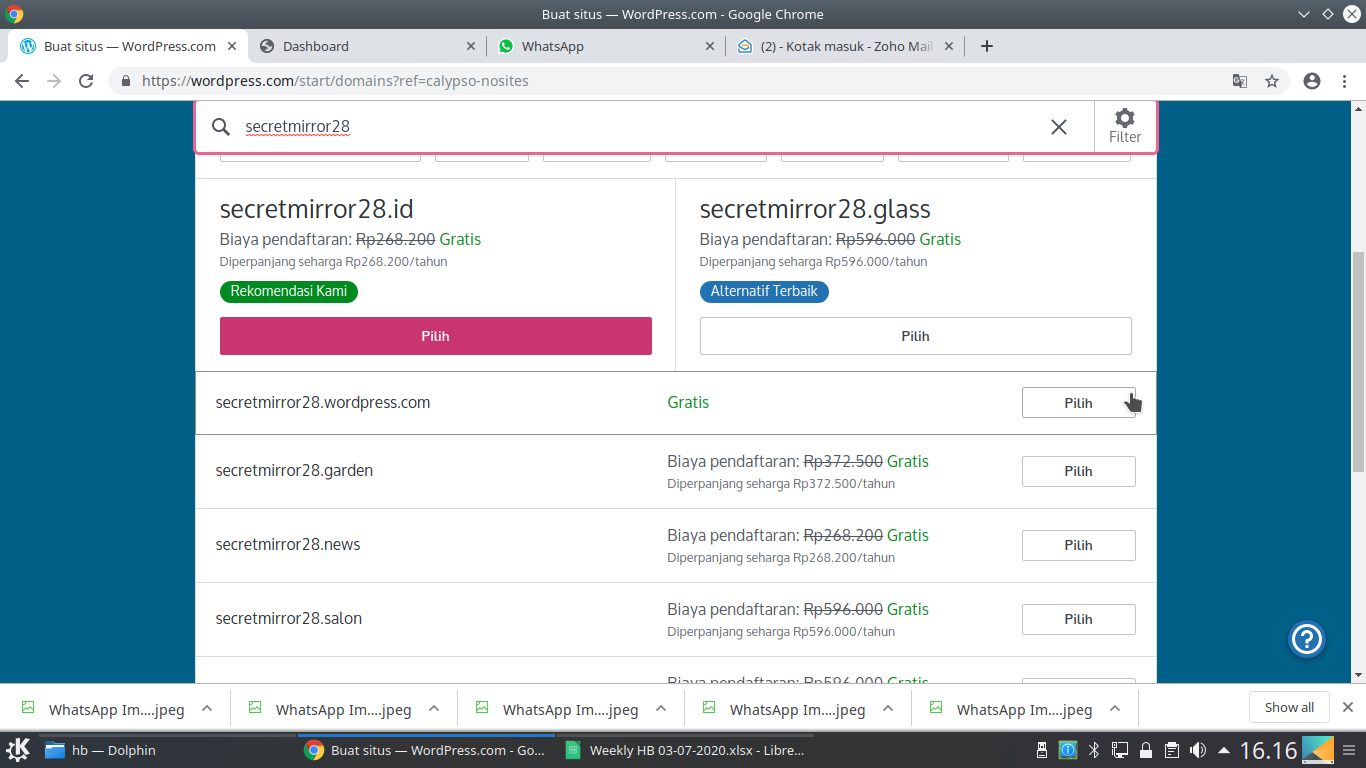 Buat situs — WordPress.com - Google Chrome
Buat situs — WordPress.com
Dashboard
WhatsApp
(2) - Kotak masuk - Zoho Mail
https://wordpress.com/start/domains?ref=calypso-nosites
secretmirror28
Filter
secretmirror28.id
Biaya pendaftaran: Rp268.200 Gratis
Diperpanjang seharga Rp268.200/tahun
Rekomendasi Kami
Pilih
secretmirror28.glass
Biaya pendaftaran: Rp596.000 Gratis
Diperpanjang seharga Rp596.000/tahun
Alternatif Terbaik
Pilih
secretmirror28.wordpress.com
Gratis
Pilih
secretmirror28.garden
Biaya pendaftaran: Rp372.500 Gratis
Diperpanjang seharga Rp372.500/tahun
Pilih
secretmirror28.news
Biaya pendaftaran: Rp268.200 Gratis
Diperpanjang seharga Rp268.200/tahun
Pilih
secretmirror28.salon
Biaya pendaftaran: Rp596.000 Gratis
Diperpanjang seharga Rp596.000/tahun
Pilih
Biaya pendaftaran: Rp596.000 Gratis
WhatsApp Im....jpeg
WhatsApp Im....jpeg
WhatsApp Im....jpeg
WhatsApp Im....jpeg
WhatsApp Im....jpeg
Show all
hb — Dolphin
Buat situs — WordPress.com - Go...
Weekly HB 03-07-2020.xlsx - Libre...
16.16